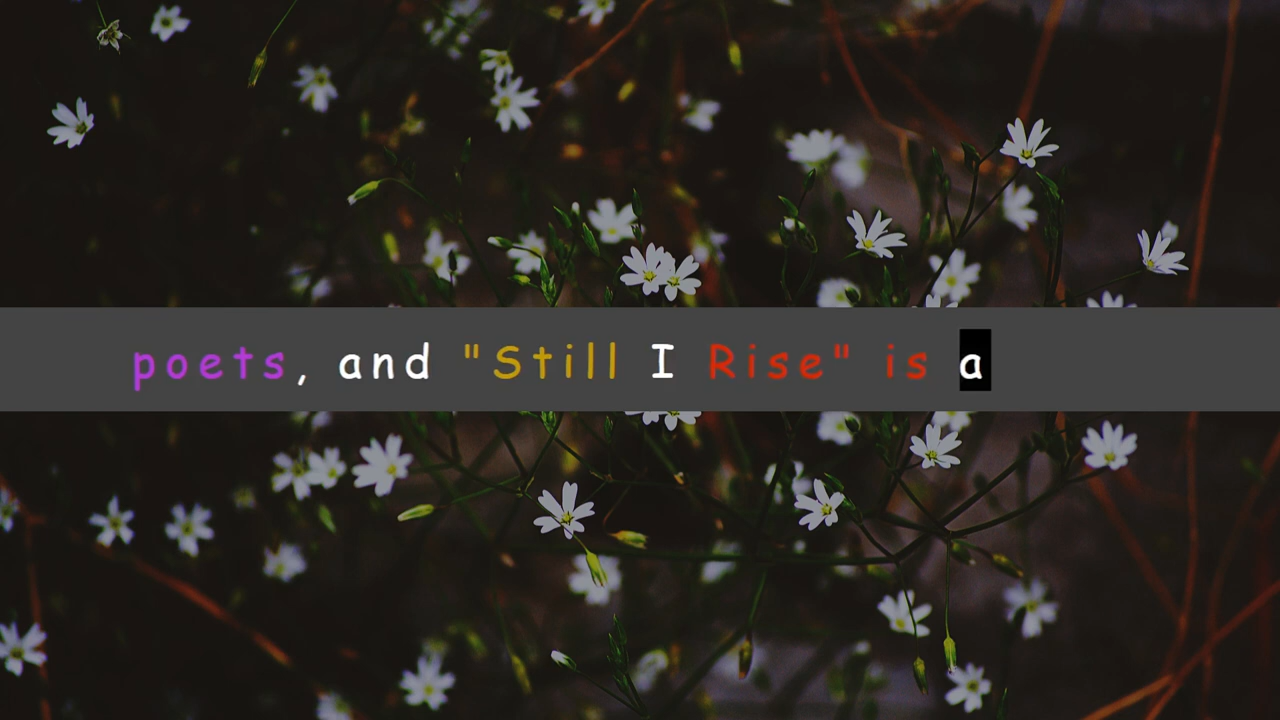 poets, and "Still I Rise" is a